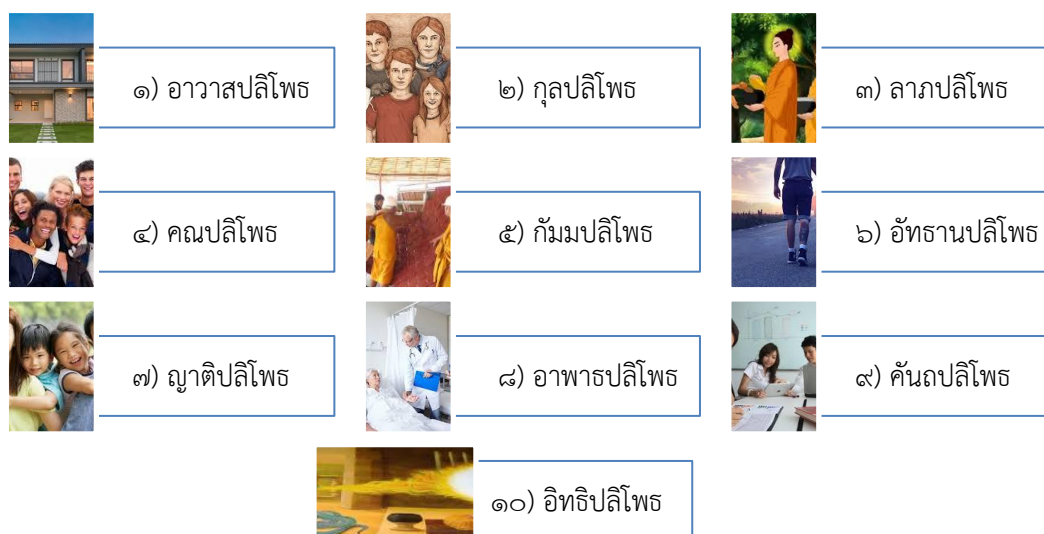 ๑) อาวาสปลิโพธ
๒) กุลปลิโพธ
๓) ลาภปลิโพธ
๔) คณปลิโพธ
๕) กัมมปลิโพธ
๖) อัทธานปลิโพธ
๗) ญาติปลิโพธ
๘) อาพาธปลิโพธ
๙) คันถปลิโพธ
๑๐) อิทธิปลิโพธ